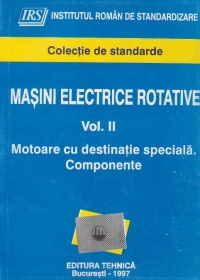 IRS
INSTITUTUL ROMÂN DE STANDARDIZARE
Colecție de standarde
MAȘINI ELECTRICE ROTATIVE
Vol. II
Motoare cu destinație specială.
Componente
EDITURA TEHNICĂ
București - 1997